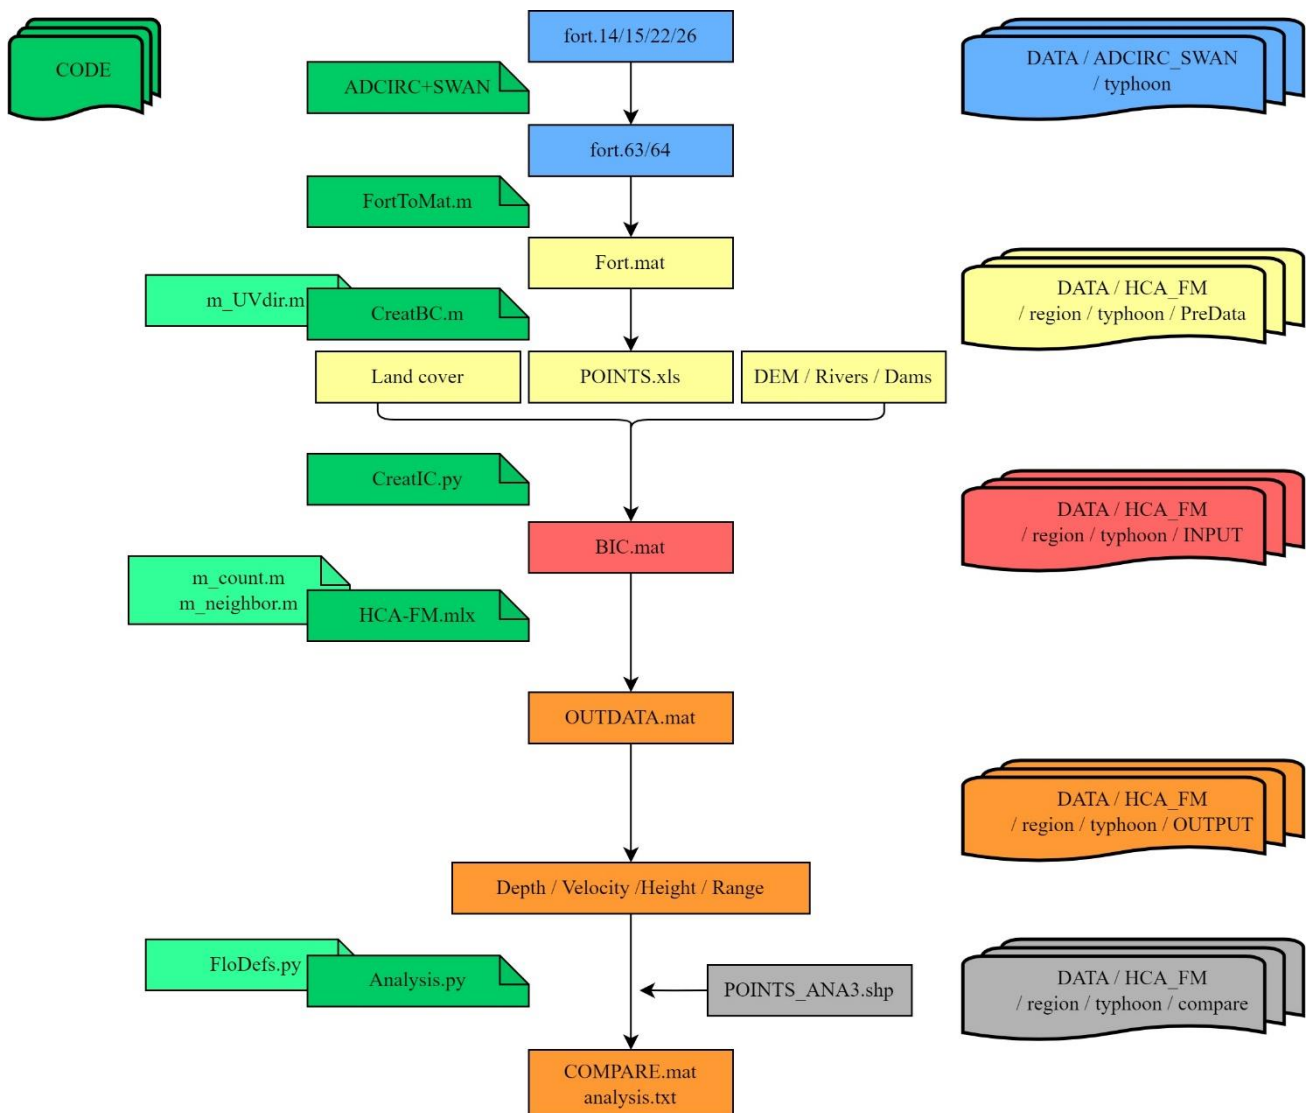 fort.14/15/22/26
CODE
DATA / ADCIRC_SWAN
/ typhoon
ADCIRC+SWAN
fort.63/64
FortToMat.m
Fort.mat
DATA / HCA_FM
/ region / typhoon / PreData
m_UVdir.m
CreatBC.m
Land cover
POINTS.xls
DEM / Rivers / Dams
CreatIC.py
DATA / HCA_FM
/ region / typhoon / INPUT
BIC.mat
m_count.m
m_neighbor.m
HCA-FM.mlx
OUTDATA.mat
DATA / HCA_FM
/ region / typhoon / OUTPUT
Depth / Velocity /Height / Range
FloDefs.py
Analysis.py
POINTS_ANA3.shp
DATA / HCA_FM
/ region / typhoon / compare
COMPARE.mat
analysis.txt